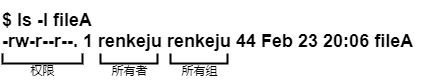 $ ls -l fileA
-rw-r--r--. 1 renkeju renkeju 44 Feb 23 20:06 fileA
权限 所有者 所有组